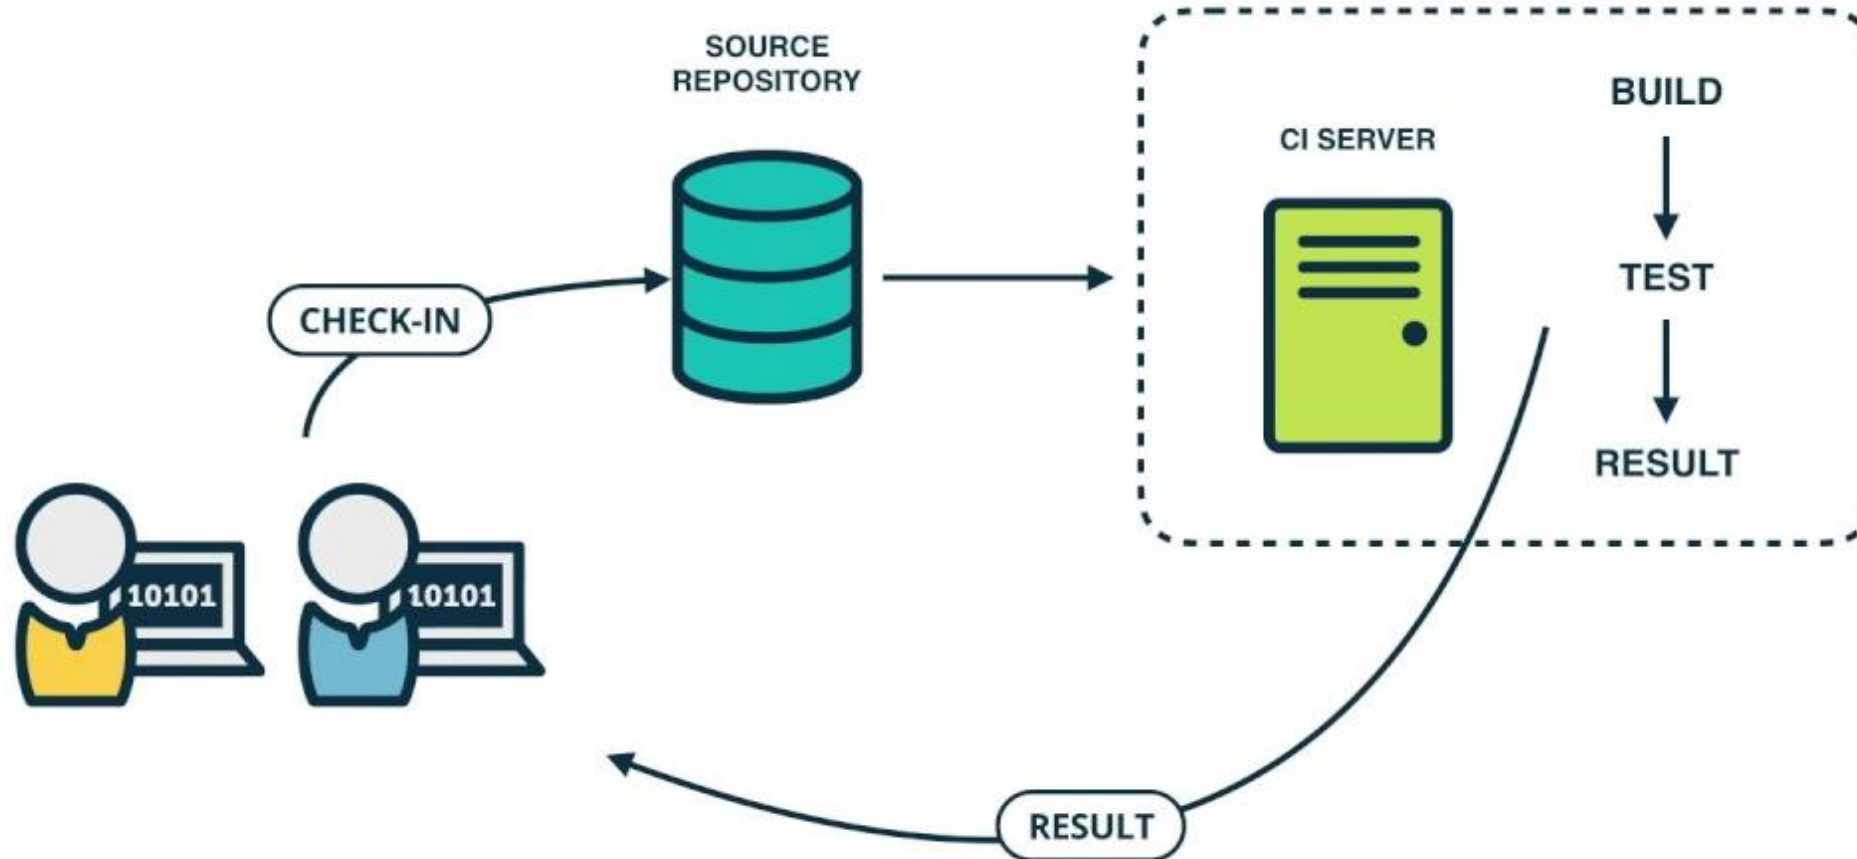 SOURCE
REPOSITORY
BUILD
CI SERVER
TEST
CHECK-IN
RESULT
10101
10101
RESULT